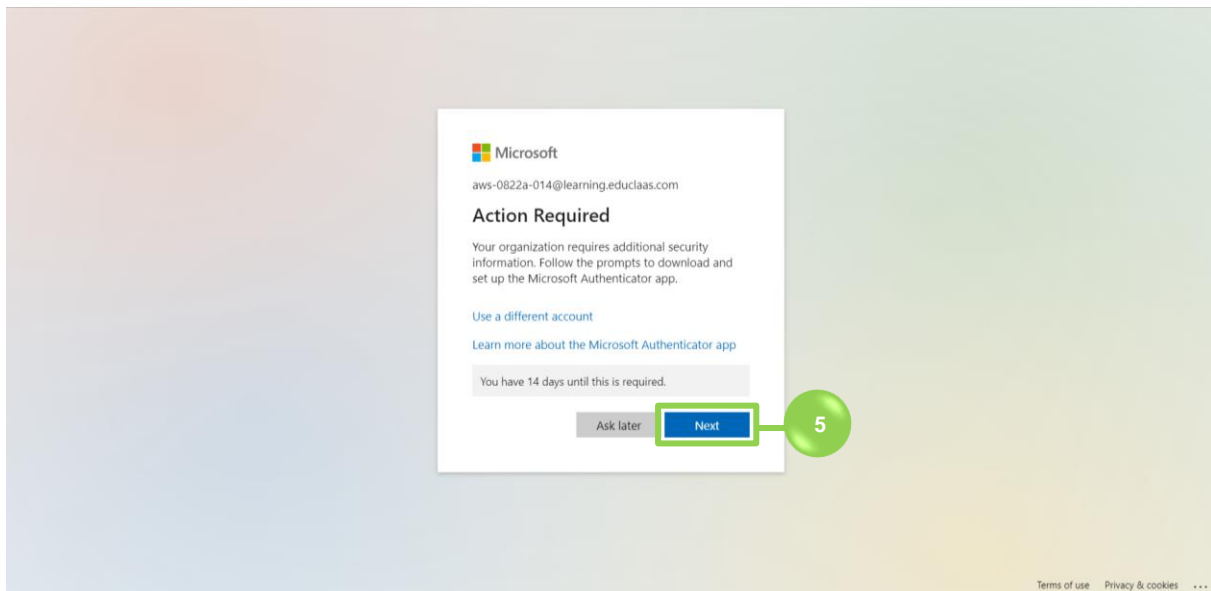 Microsoft
aws-0822a-014@learning.educlaas.com
Action Required
Your organization requires additional security
information. Follow the prompts to download and
set up the Microsoft Authenticator app.
Use a different account
Learn more about the Microsoft Authenticator app
You have 14 days until this is required.
Ask later
Next
5
Terms of use
Privacy & cookies
...